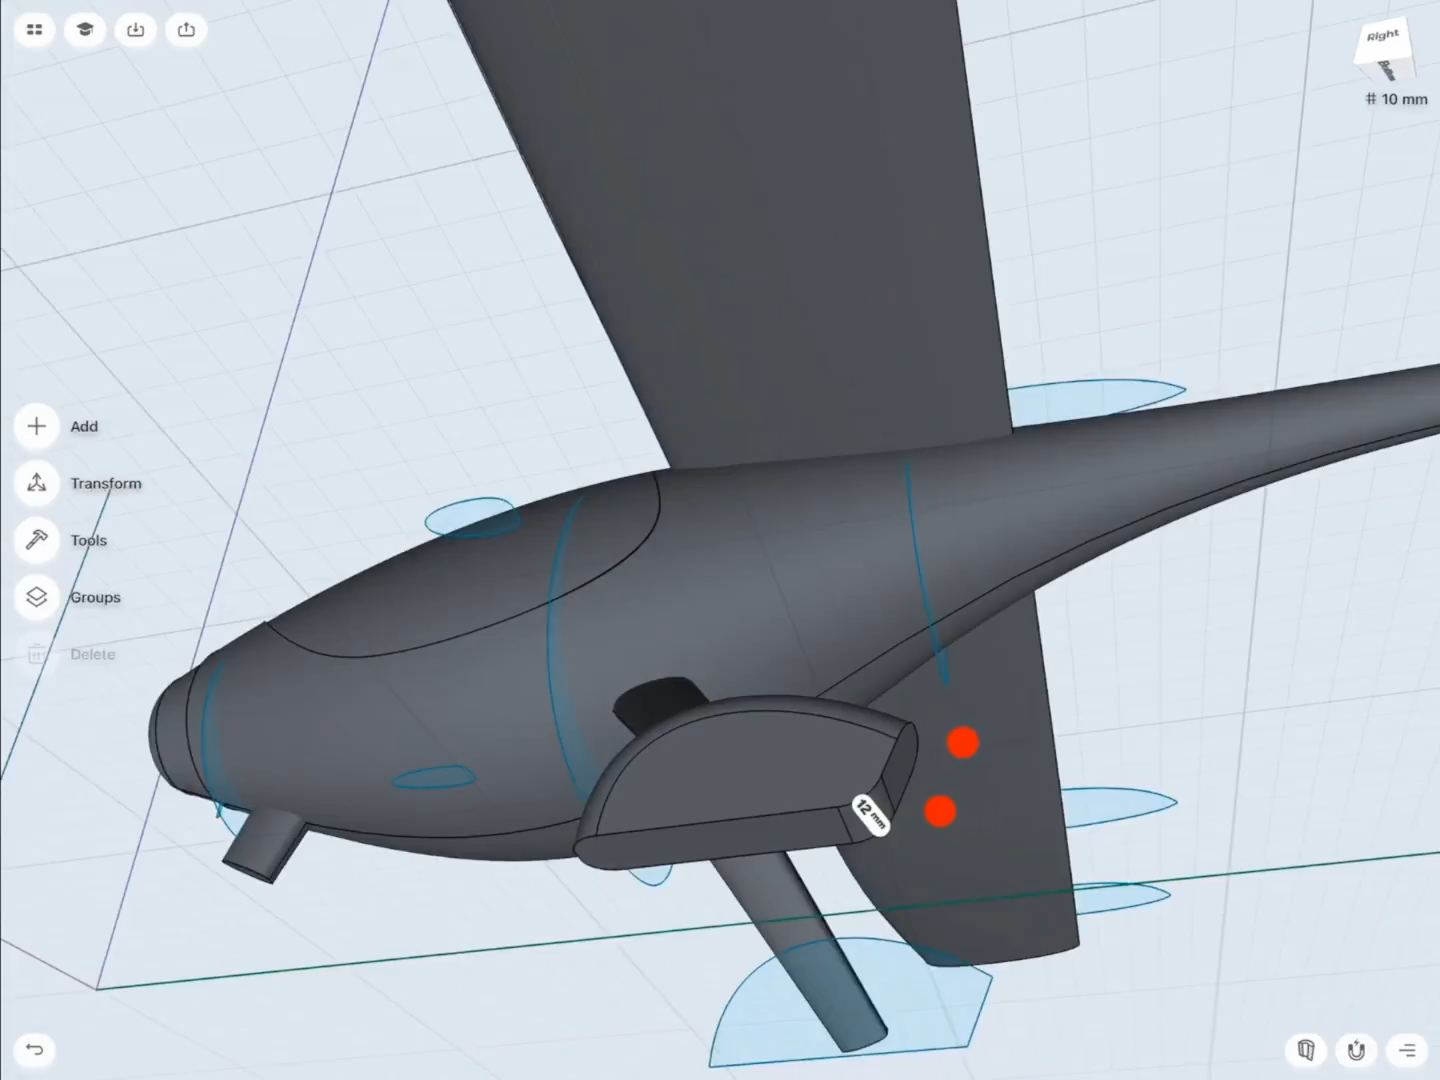 Right
# 10 mm
Add
Transform
Tools
Groups
Delete
12 mm